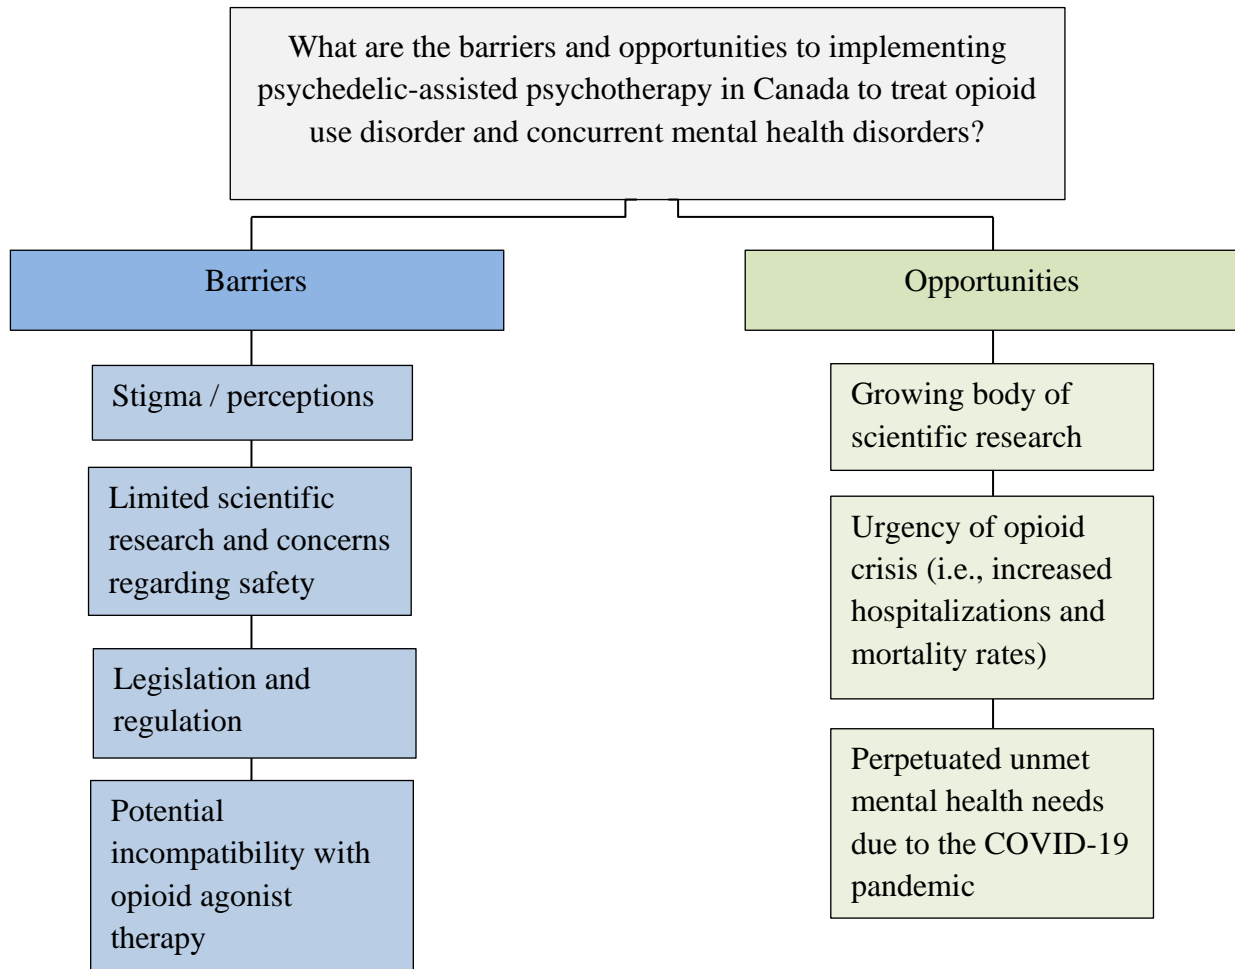 What are the barriers and opportunities to implementing
psychedelic-assisted psychotherapy in Canada to treat opioid
use disorder and concurrent mental health disorders?
Barriers
Stigma / perceptions
Limited scientific
research and concerns
regarding safety
Legislation and
regulation
Potential
incompatibility with
opioid agonist
therapy
Opportunities
Growing body of
scientific research
Urgency of opioid
crisis (i.e., increased
hospitalizations and
mortality rates)
Perpetuated unmet
mental health needs
due to the COVID-19
pandemic